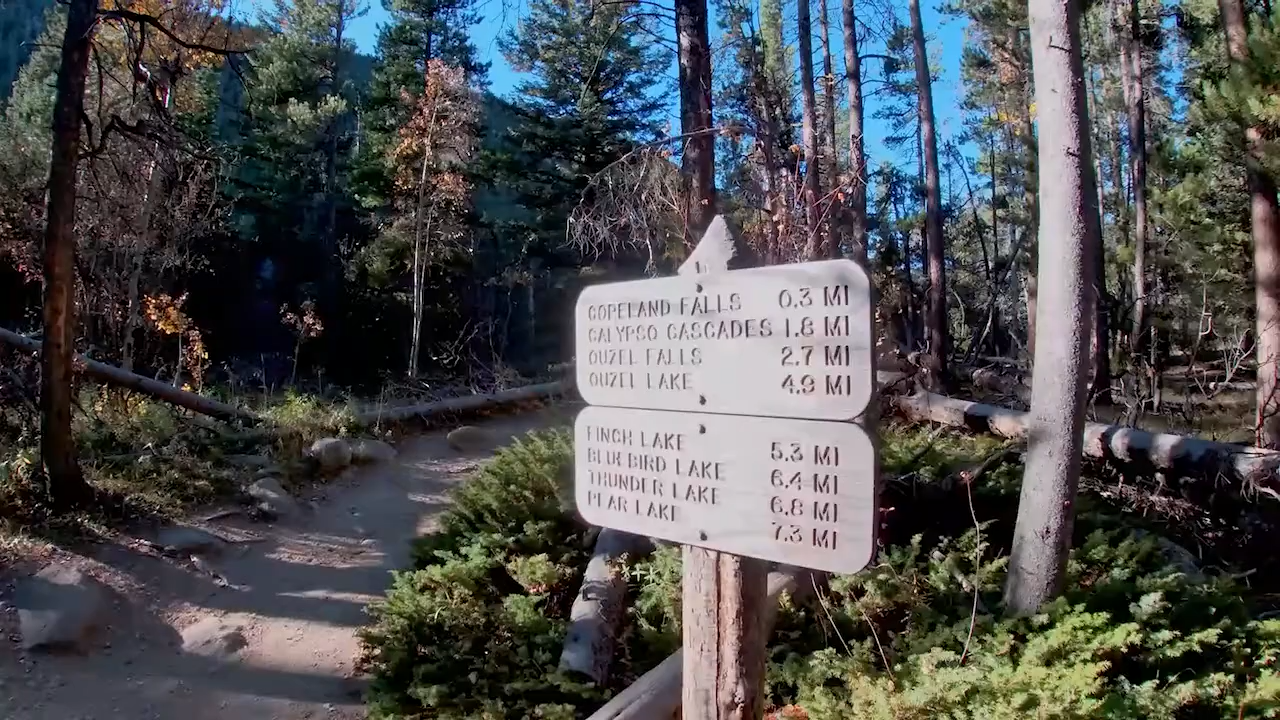 COPELAND FALLS 0.3 MI
CALYPSO CASCADES 1.8 MI
OUZEL FALLS 2.7 MI
OUZEL LAKE 4.9 MI
FINCH LAKE 5.3 MI
BLUEBIRD LAKE 6.4 MI
THUNDER LAKE 6.8 MI
PEAR LAKE 7.3 MI